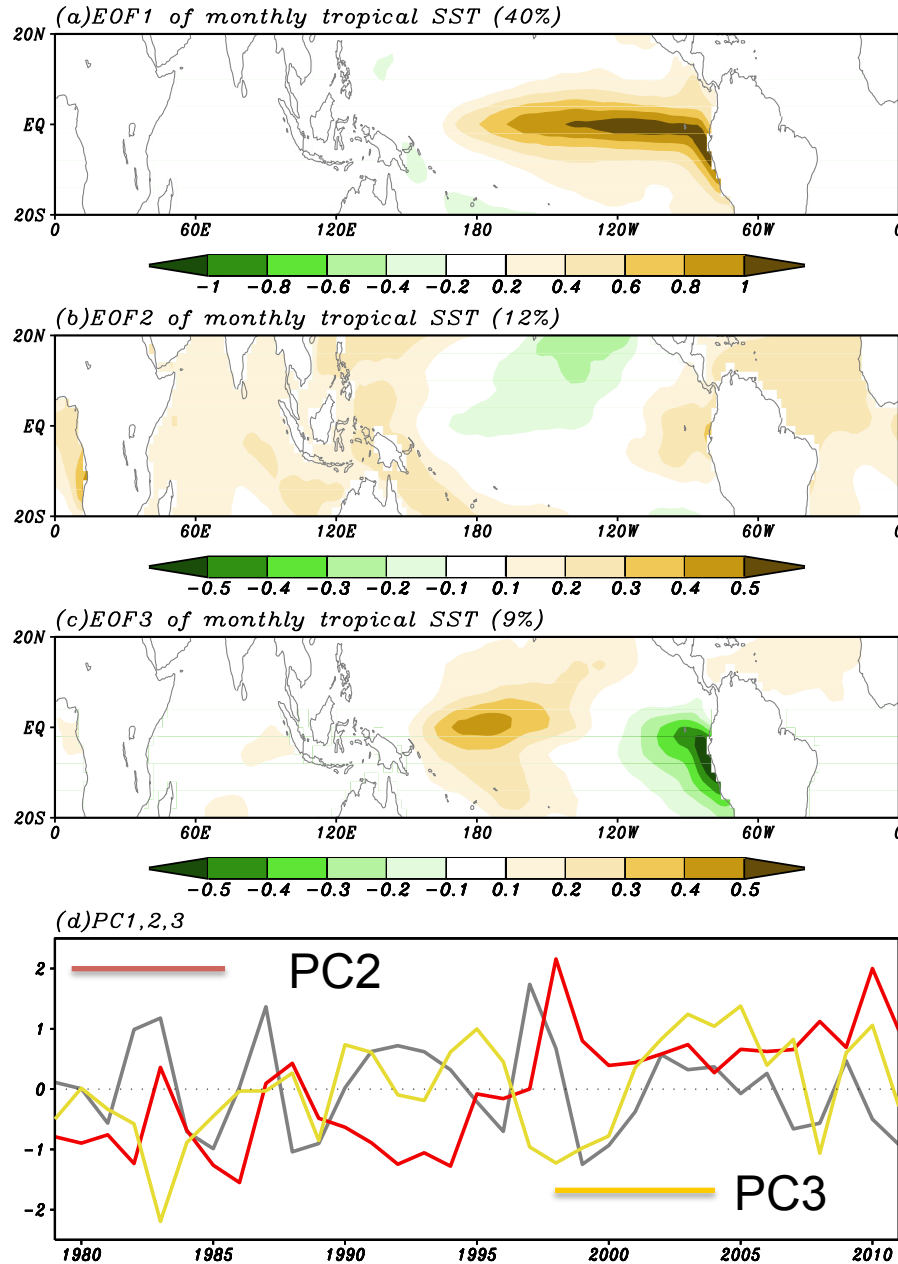 (a)EOF1 of monthly tropical SST (40%)
20N
EQ
20S
0 60E 120E 180 120W 60W 0
-1 -0.8 -0.6 -0.4 -0.2 0.2 0.4 0.6 0.8 1
(b)EOF2 of monthly tropical SST (12%)
20N
EQ
20S
0 60E 120E 180 120W 60W 0
-0.5 -0.4 -0.3 -0.2 -0.1 0.1 0.2 0.3 0.4 0.5
(c)EOF3 of monthly tropical SST (9%)
20N
EQ
20S
0 60E 120E 180 120W 60W 0
-0.5 -0.4 -0.3 -0.2 -0.1 0.1 0.2 0.3 0.4 0.5
(d)PC1,2,3
2
PC2
1
0
-1
PC3
-2
1980 1985 1990 1995 2000 2005 2010